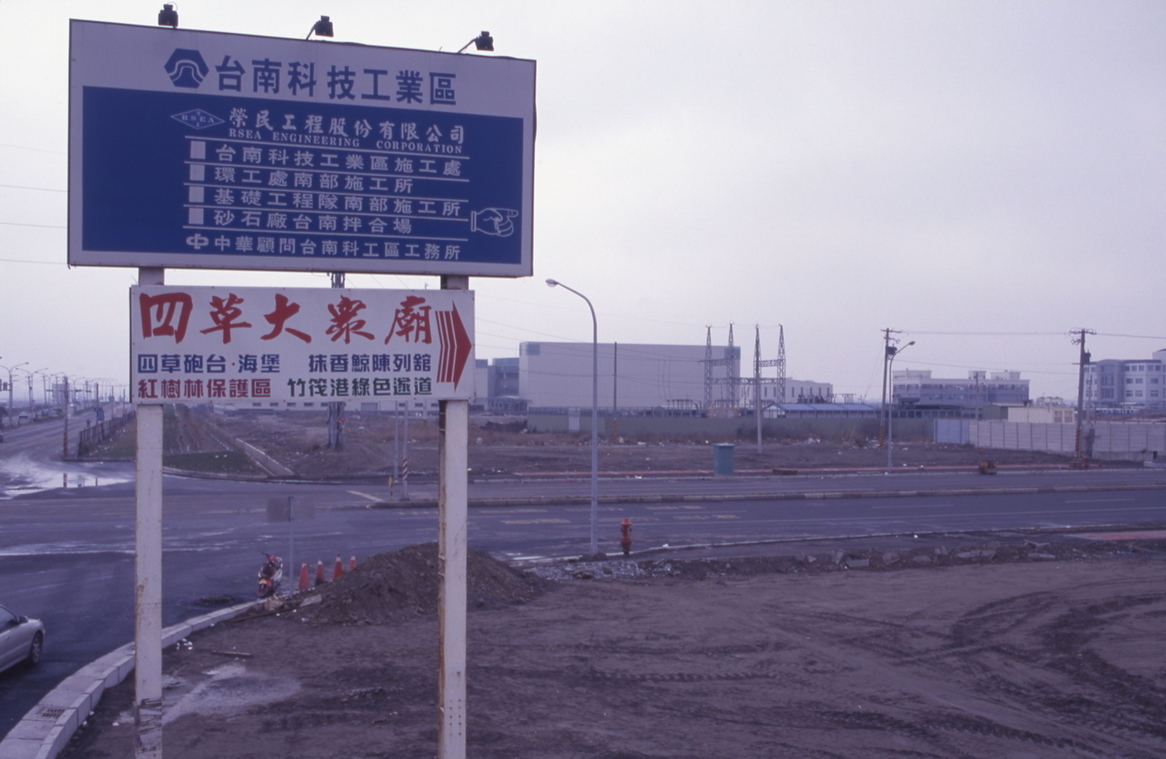 台南科技工業區
RSEA 榮民工程股份有限公司
RSEA ENGINEERING CORPORATION
台南科技工業區施工處
環工處南部施工所
基礎工程隊南部施工所
砂石廠台南拌合場
中華顧問台南科工區工務所
四草大眾廟
四草砲台·海堡 抹香鯨陳列舘
紅樹林保護區 竹筏港綠色遨道